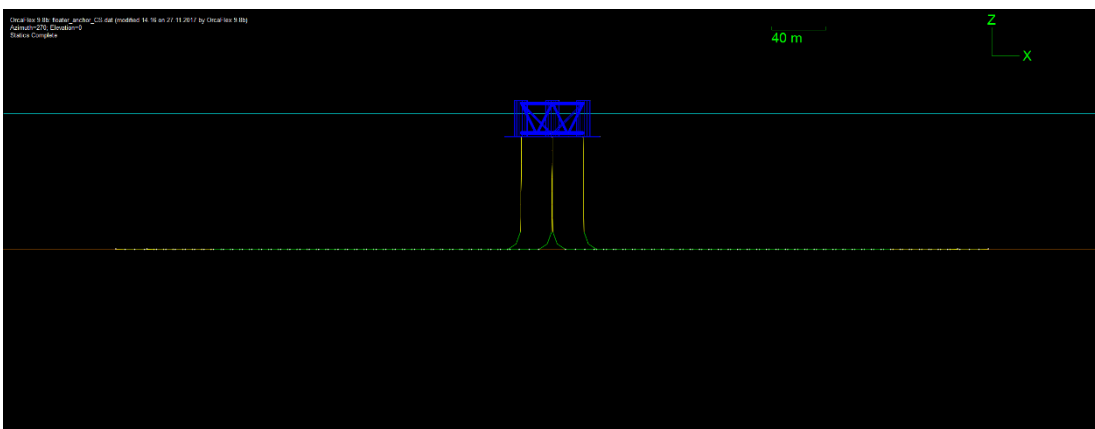 OrcaFlex 9.8b: floater_anchor_CS.dat (modified 14:16 on 27.11.2017 by OrcaFlex 9.8b)
Azimuth=270; Elevation=0
Statics Complete
40 m
Z
X